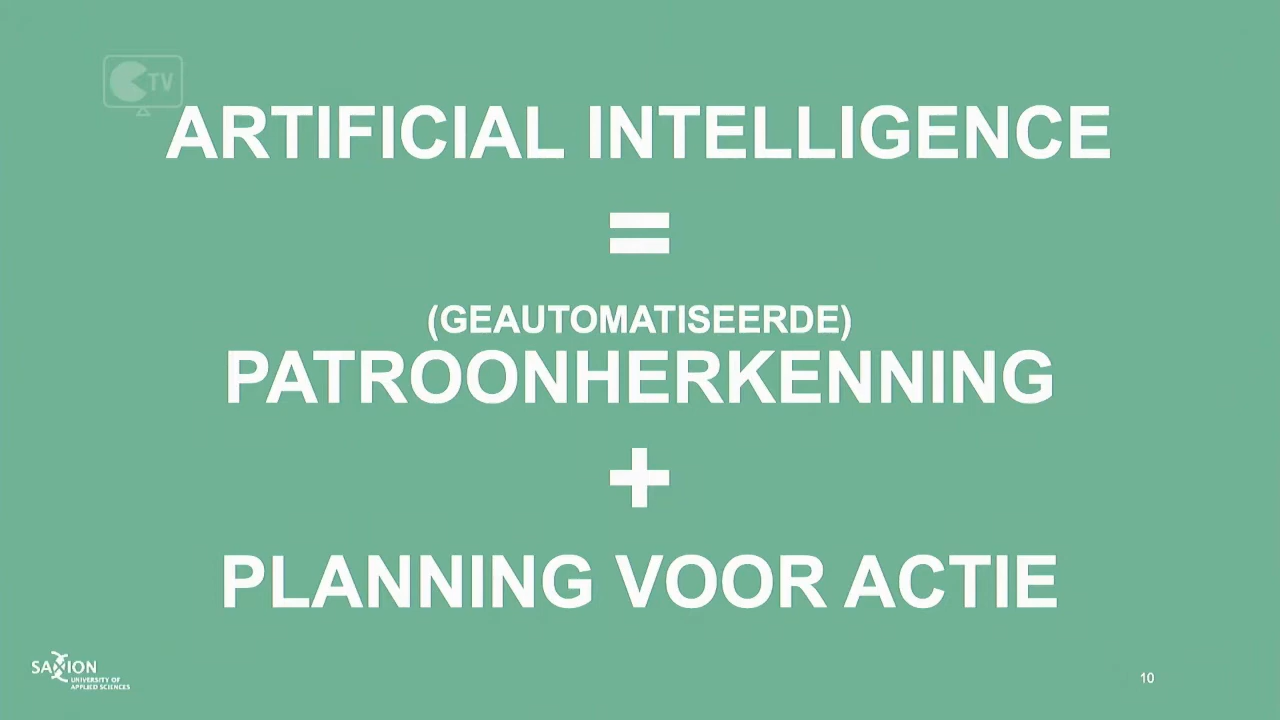 TV
ARTIFICIAL INTELLIGENCE
=
(GEAUTOMATISEERDE)
PATROONHERKENNING
+
PLANNING VOOR ACTIE
SAXION
UNIVERSITY OF
APPLIED SCIENCES
10